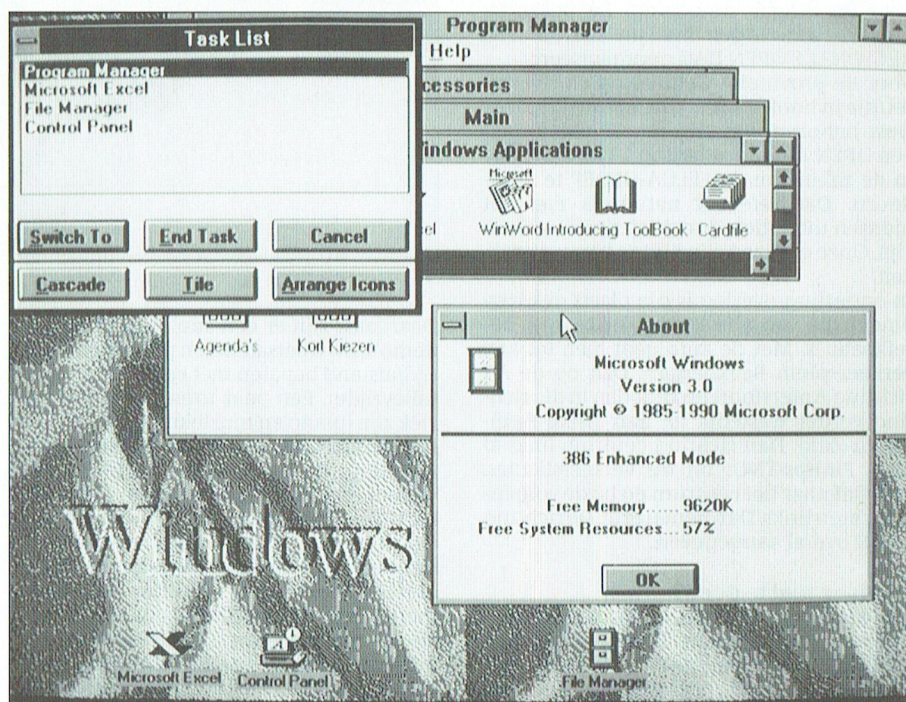 Task List
Program Manager
Microsoft Excel
File Manager
Control Panel
Switch To
End Task
Cancel
Cascade
Tile
Arrange Icons
Program Manager
Help
cessories
Main
indows Applications
Microsoft
el
WinWord
Introducing ToolBook
Cardfile
Agenda's
Kort Kiezen
About
Microsoft Windows
Version 3.0
Copyright © 1985-1990 Microsoft Corp.
386 Enhanced Mode
Free Memory......9620K
Free System Resources...57%
OK
Windows
Microsoft Excel
Control Panel
File Manager